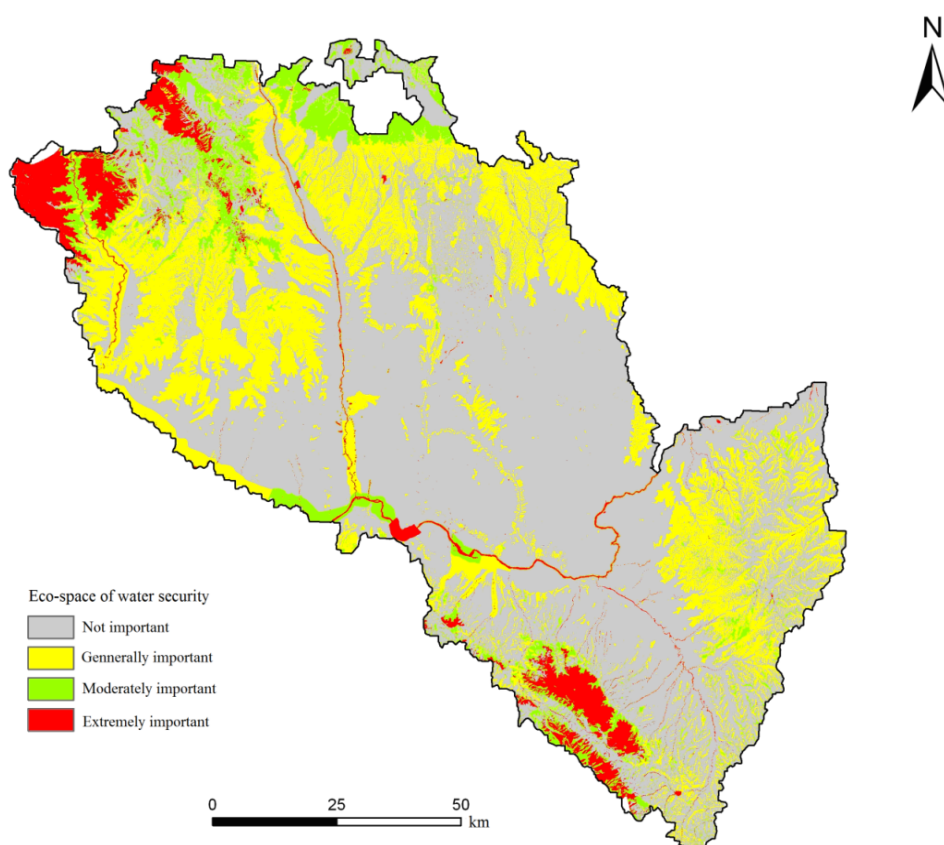 N
Eco-space of water security
Not important
Gennerally important
Moderately important
Extremely important
0 25 50
km